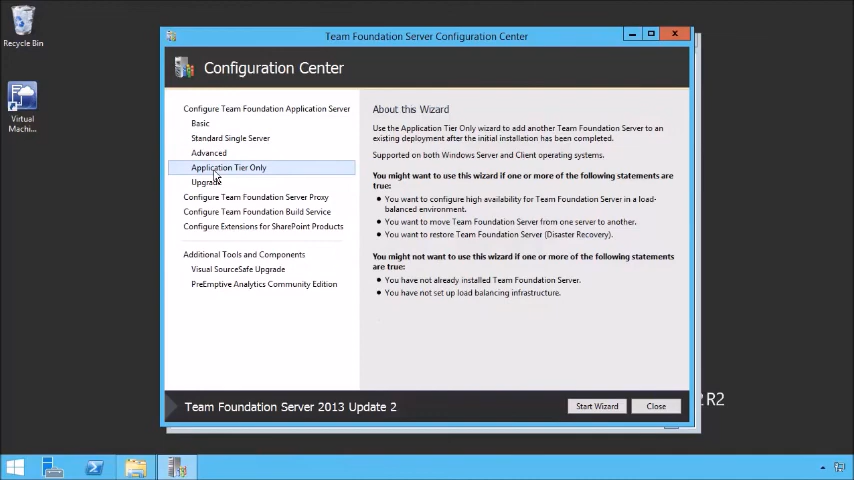 Recycle Bin
Virtual
Machi...
Team Foundation Server Configuration Center
Configuration Center
Configure Team Foundation Application Server
Basic
Standard Single Server
Advanced
Application Tier Only
Upgrade
Configure Team Foundation Server Proxy
Configure Team Foundation Build Service
Configure Extensions for SharePoint Products
Additional Tools and Components
Visual SourceSafe Upgrade
PreEmptive Analytics Community Edition
About this Wizard
Use the Application Tier Only wizard to add another Team Foundation Server to an
existing deployment after the initial installation has been completed.
Supported on both Windows Server and Client operating systems.
You might want to use this wizard if one or more of the following statements are
true:
• You want to configure high availability for Team Foundation Server in a load-
balanced environment.
• You want to move Team Foundation Server from one server to another.
• You want to restore Team Foundation Server (Disaster Recovery).
You might not want to use this wizard if one or more of the following statements
are true:
• You have not already installed Team Foundation Server.
• You have not set up load balancing infrastructure.
Team Foundation Server 2013 Update 2
Start Wizard
Close
R2